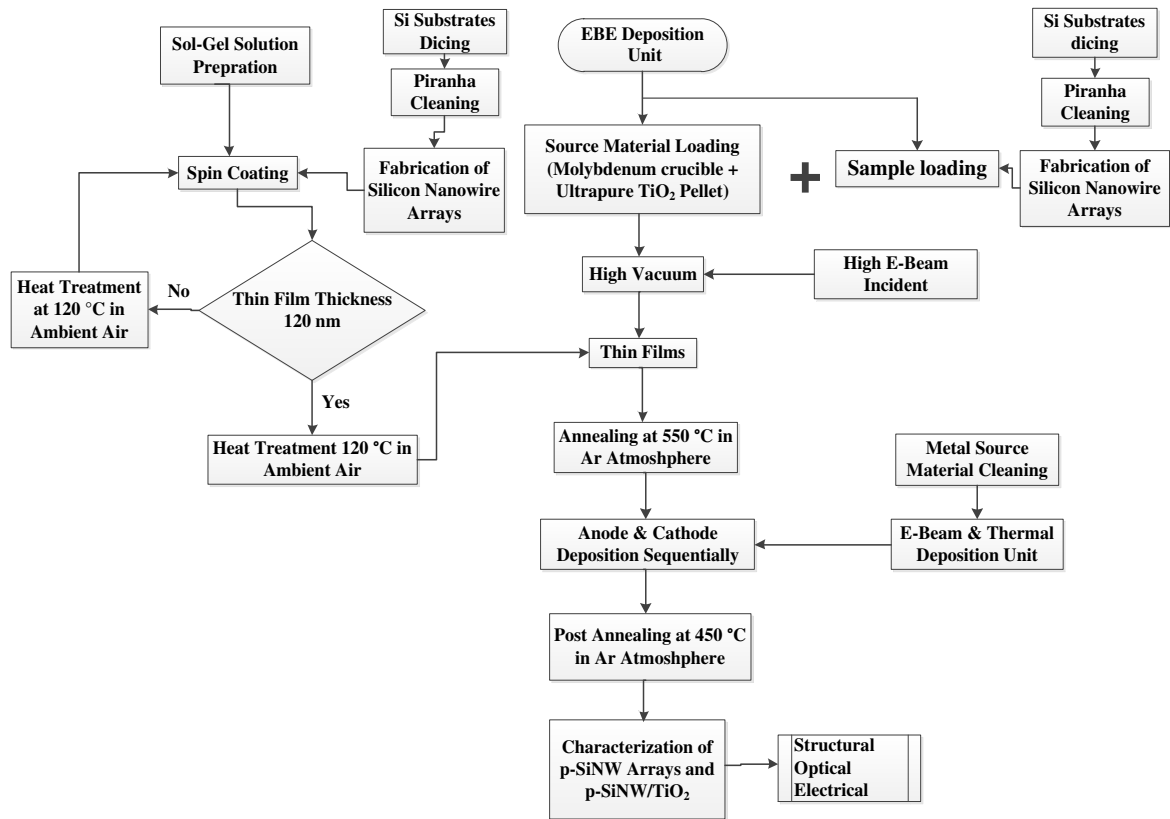 Sol-Gel Solution
Prepration
Si Substrates
Dicing
Piranha
Cleaning
Fabrication of
Silicon Nanowire
Arrays
Spin Coating
Heat Treatment
at 120 °C in
Ambient Air
No
Thin Film Thickness
120 nm
Yes
Heat Treatment 120 °C in
Ambient Air
EBE Deposition
Unit
Source Material Loading
(Molybdenum crucible +
Ultrapure TiO₂ Pellet)
+
Sample loading
Si Substrates
dicing
Piranha
Cleaning
Fabrication of
Silicon Nanowire
Arrays
High Vacuum
High E-Beam
Incident
Thin Films
Annealing at 550 °C in
Ar Atmoshphere
Metal Source
Material Cleaning
Anode & Cathode
Deposition Sequentially
E-Beam & Thermal
Deposition Unit
Post Annealing at 450 °C
in Ar Atmoshphere
Characterization of
p-SiNW Arrays and
p-SiNW/TiO₂
Structural
Optical
Electrical